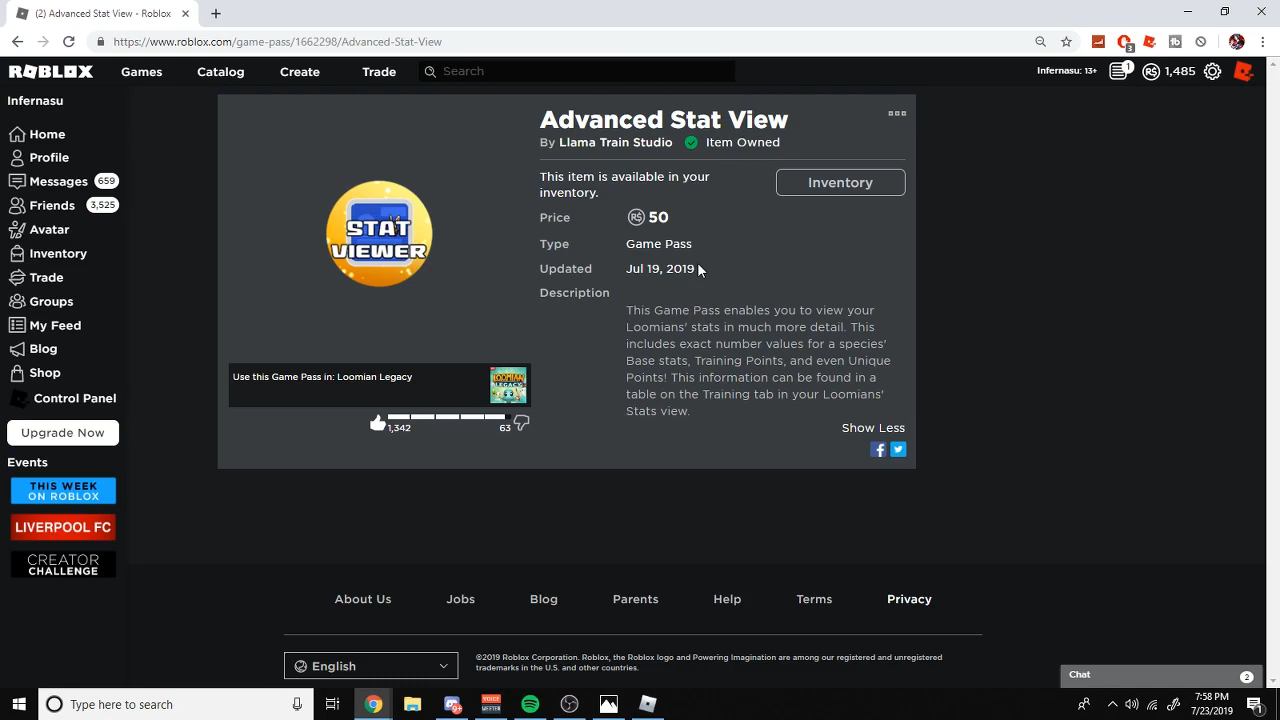 (2) Advanced Stat View - Roblox
https://www.roblox.com/game-pass/1662298/Advanced-Stat-View
3
ROBLOX
Games
Catalog
Create
Trade
Search
Infernasu: 13+
1
1,485
Infernasu
Home
Profile
Messages 659
Friends 3,525
Avatar
Inventory
Trade
Groups
My Feed
Blog
Shop
Control Panel
Upgrade Now
Events
THIS WEEK
ON ROBLOX
LIVERPOOL FC
CREATOR
CHALLENGE
STAT
VIEWER
Use this Game Pass in: Loomian Legacy
LOOMIAN
LEGACY
1,342
63
Advanced Stat View
By Llama Train Studio Item Owned
This item is available in your
inventory.
Inventory
Price R$ 50
Type Game Pass
Updated Jul 19, 2019
Description
This Game Pass enables you to view your
Loomians' stats in much more detail. This
includes exact number values for a species'
Base stats, Training Points, and even Unique
Points! This information can be found in a
table on the Training tab in your Loomians'
Stats view.
Show Less
About Us
Jobs
Blog
Parents
Help
Terms
Privacy
English
©2019 Roblox Corporation. Roblox, the Roblox logo and Powering Imagination are among our registered and unregistered
trademarks in the U.S. and other countries.
Chat 2
Type here to search
VOICE
MEETER
7:58 PM
7/23/2019